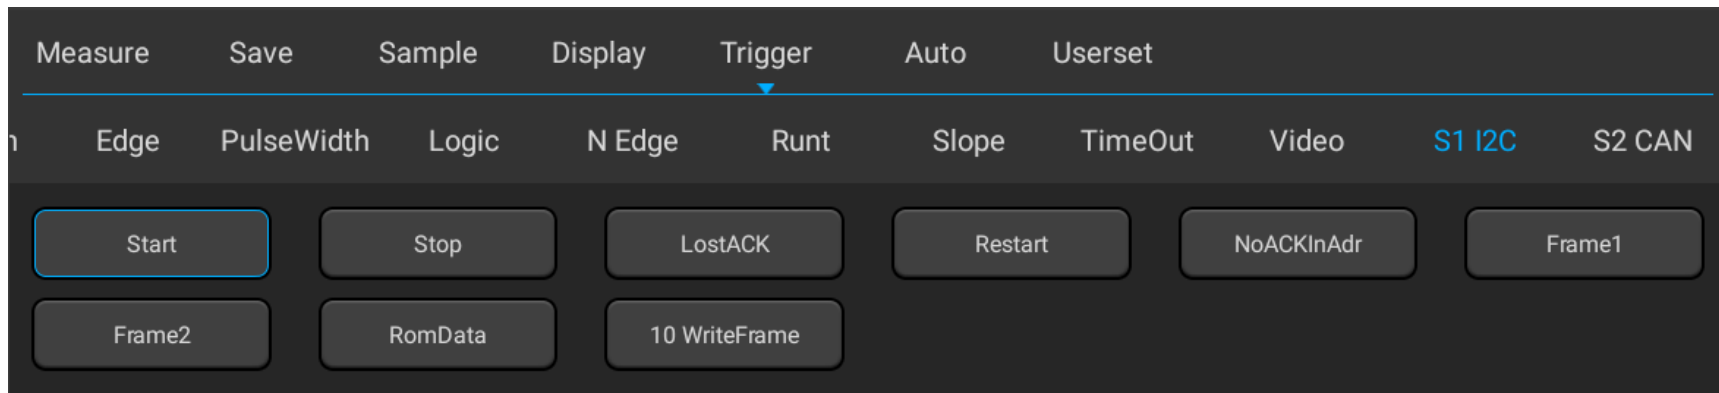 Measure Save Sample Display Trigger Auto Userset
Edge PulseWidth Logic N Edge Runt Slope TimeOut Video S1 I2C S2 CAN
Start Stop LostACK Restart NoACKInAdr Frame1
Frame2 RomData 10 WriteFrame